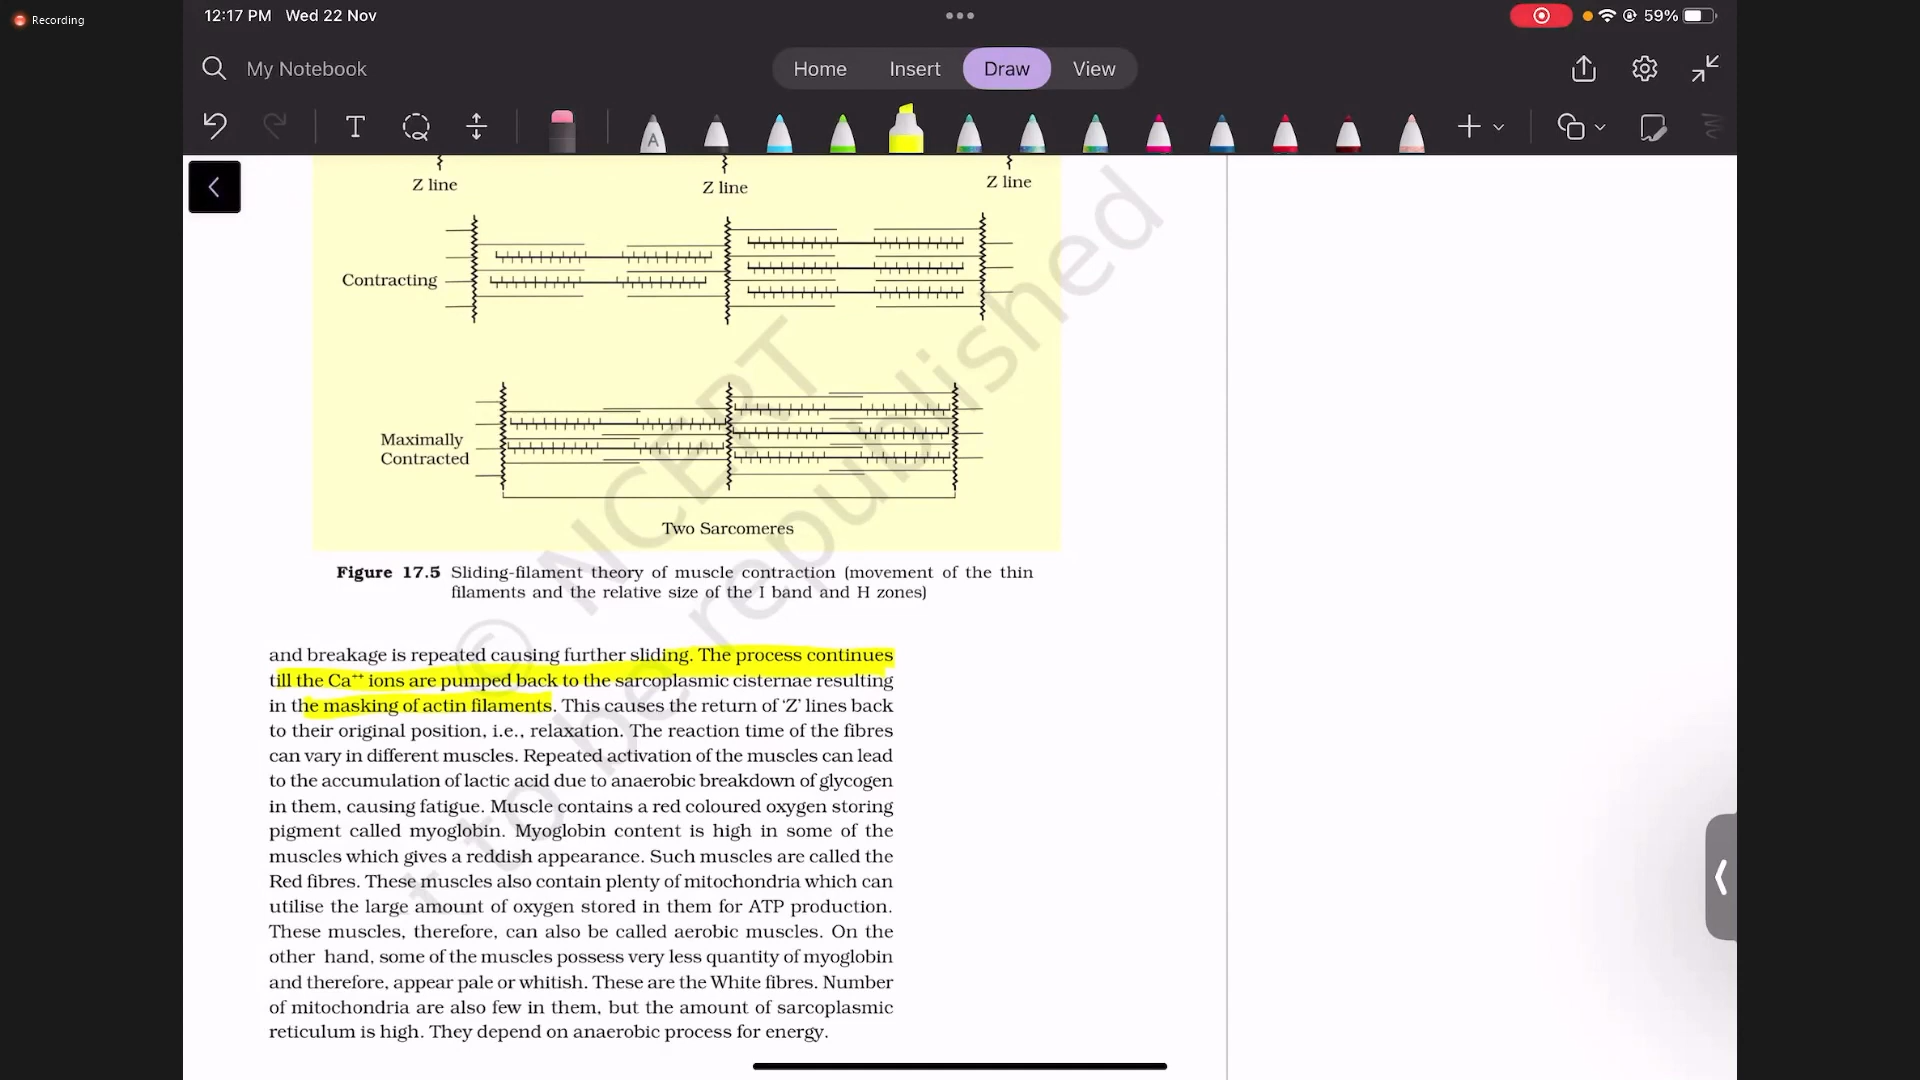 Recording
12:17 PM Wed 22 Nov
59%
My Notebook
Home Insert Draw View
T
A
Z line Z line Z line
Contracting
Maximally
Contracted
Two Sarcomeres
© NCERT
t to be republished
Figure 17.5 Sliding-filament theory of muscle contraction (movement of the thin
filaments and the relative size of the I band and H zones)
and breakage is repeated causing further sliding. The process continues
till the Ca⁺⁺ ions are pumped back to the sarcoplasmic cisternae resulting
in the masking of actin filaments. This causes the return of ‘Z’ lines back
to their original position, i.e., relaxation. The reaction time of the fibres
can vary in different muscles. Repeated activation of the muscles can lead
to the accumulation of lactic acid due to anaerobic breakdown of glycogen
in them, causing fatigue. Muscle contains a red coloured oxygen storing
pigment called myoglobin. Myoglobin content is high in some of the
muscles which gives a reddish appearance. Such muscles are called the
Red fibres. These muscles also contain plenty of mitochondria which can
utilise the large amount of oxygen stored in them for ATP production.
These muscles, therefore, can also be called aerobic muscles. On the
other hand, some of the muscles possess very less quantity of myoglobin
and therefore, appear pale or whitish. These are the White fibres. Number
of mitochondria are also few in them, but the amount of sarcoplasmic
reticulum is high. They depend on anaerobic process for energy.